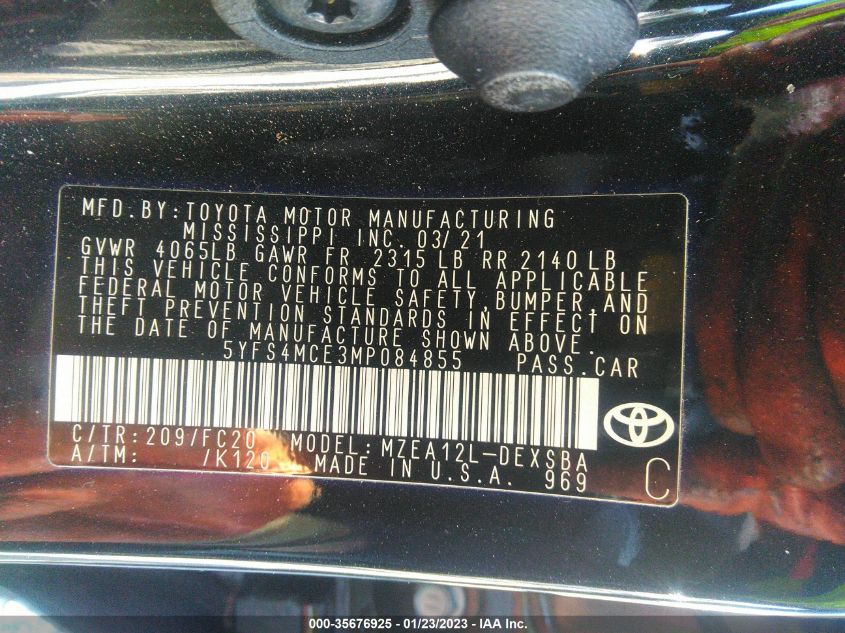 MFD.BY:TOYOTA MOTOR MANUFACTURING
MISSISSIPPI INC. 03/21
GVWR 4065LB GAWR FR 2315 LB RR 2140 LB
THIS VEHICLE CONFORMS TO ALL APPLICABLE
FEDERAL MOTOR VEHICLE SAFETY,BUMPER,AND
THEFT PREVENTION STANDARDS IN EFFECT ON
THE DATE OF MANUFACTURE SHOWN ABOVE.
5YFS4MCE3MP084855 PASS.CAR
C/TR:209/FC20 MODEL:MZEA12L-DEXSBA
A/TM: /K120 MADE IN U.S.A. 969
C
000-35676925 - 01/23/2023 - IAA Inc.